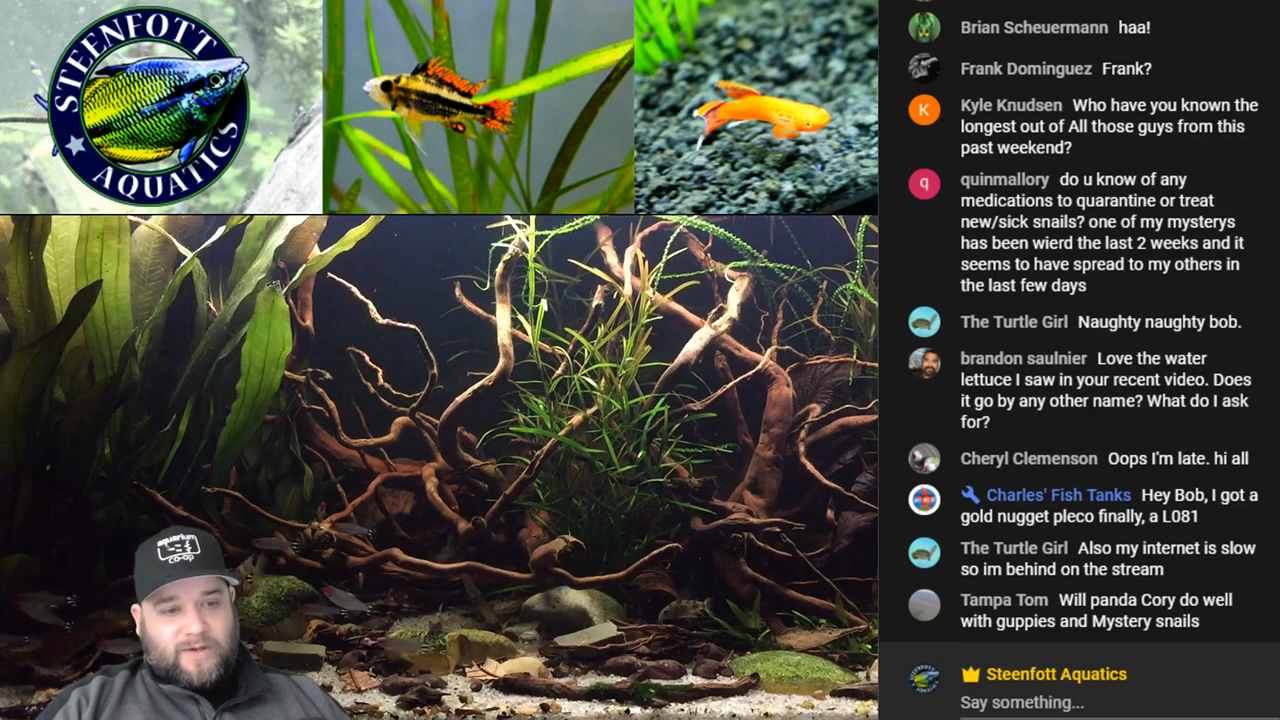 STEENFOTT
AQUATICS
aquarium
co-op
Brian Scheuermann haa!
Frank Dominguez Frank?
K
Kyle Knudsen Who have you known the
longest out of All those guys from this
past weekend?
q
quinmallory do u know of any
medications to quarantine or treat
new/sick snails? one of my mysterys
has been wierd the last 2 weeks and it
seems to have spread to my others in
the last few days
The Turtle Girl Naughty naughty bob.
brandon saulnier Love the water
lettuce I saw in your recent video. Does
it go by any other name? What do I ask
for?
Cheryl Clemenson Oops I'm late. hi all
Charles' Fish Tanks Hey Bob, I got a
gold nugget pleco finally, a L081
The Turtle Girl Also my internet is slow
so im behind on the stream
Tampa Tom Will panda Cory do well
with guppies and Mystery snails
Steenfott Aquatics
Say something...